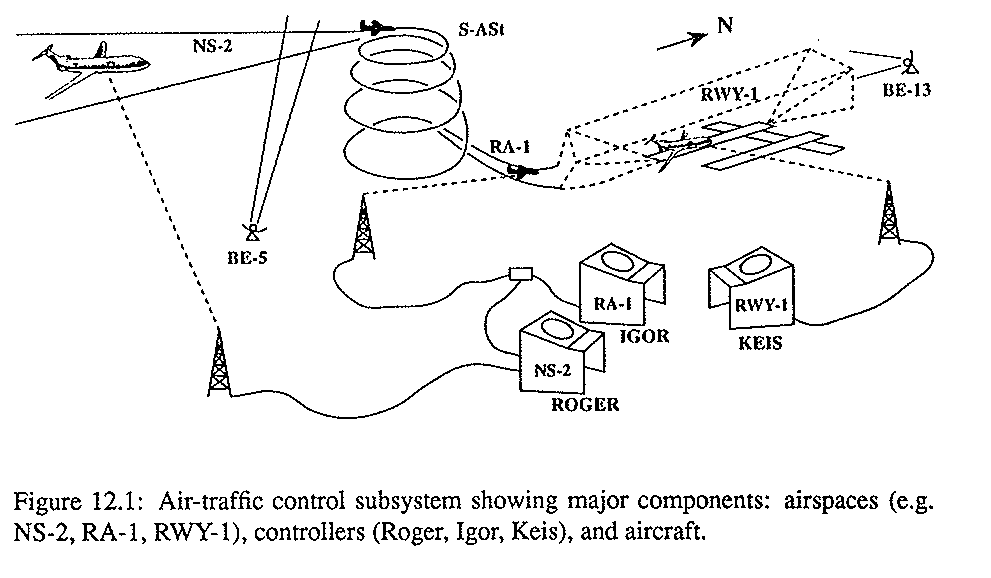 S-ASt
N
NS-2
BE-13
RWY-1
RA-1
BE-5
RA-1
RWY-1
IGOR
KEIS
NS-2
ROGER
Figure 12.1: Air-traffic control subsystem showing major components: airspaces (e.g.
NS-2, RA-1, RWY-1), controllers (Roger, Igor, Keis), and aircraft.